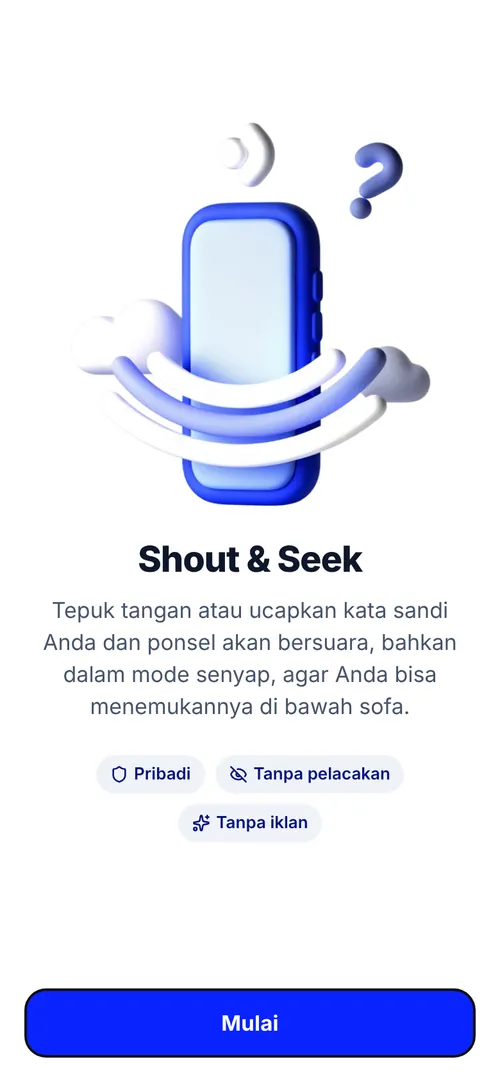 Shout & Seek
Tepuk tangan atau ucapkan kata sandi
Anda dan ponsel akan bersuara, bahkan
dalam mode senyap, agar Anda bisa
menemukannya di bawah sofa.
Pribadi
Tanpa pelacakan
Tanpa iklan
Mulai